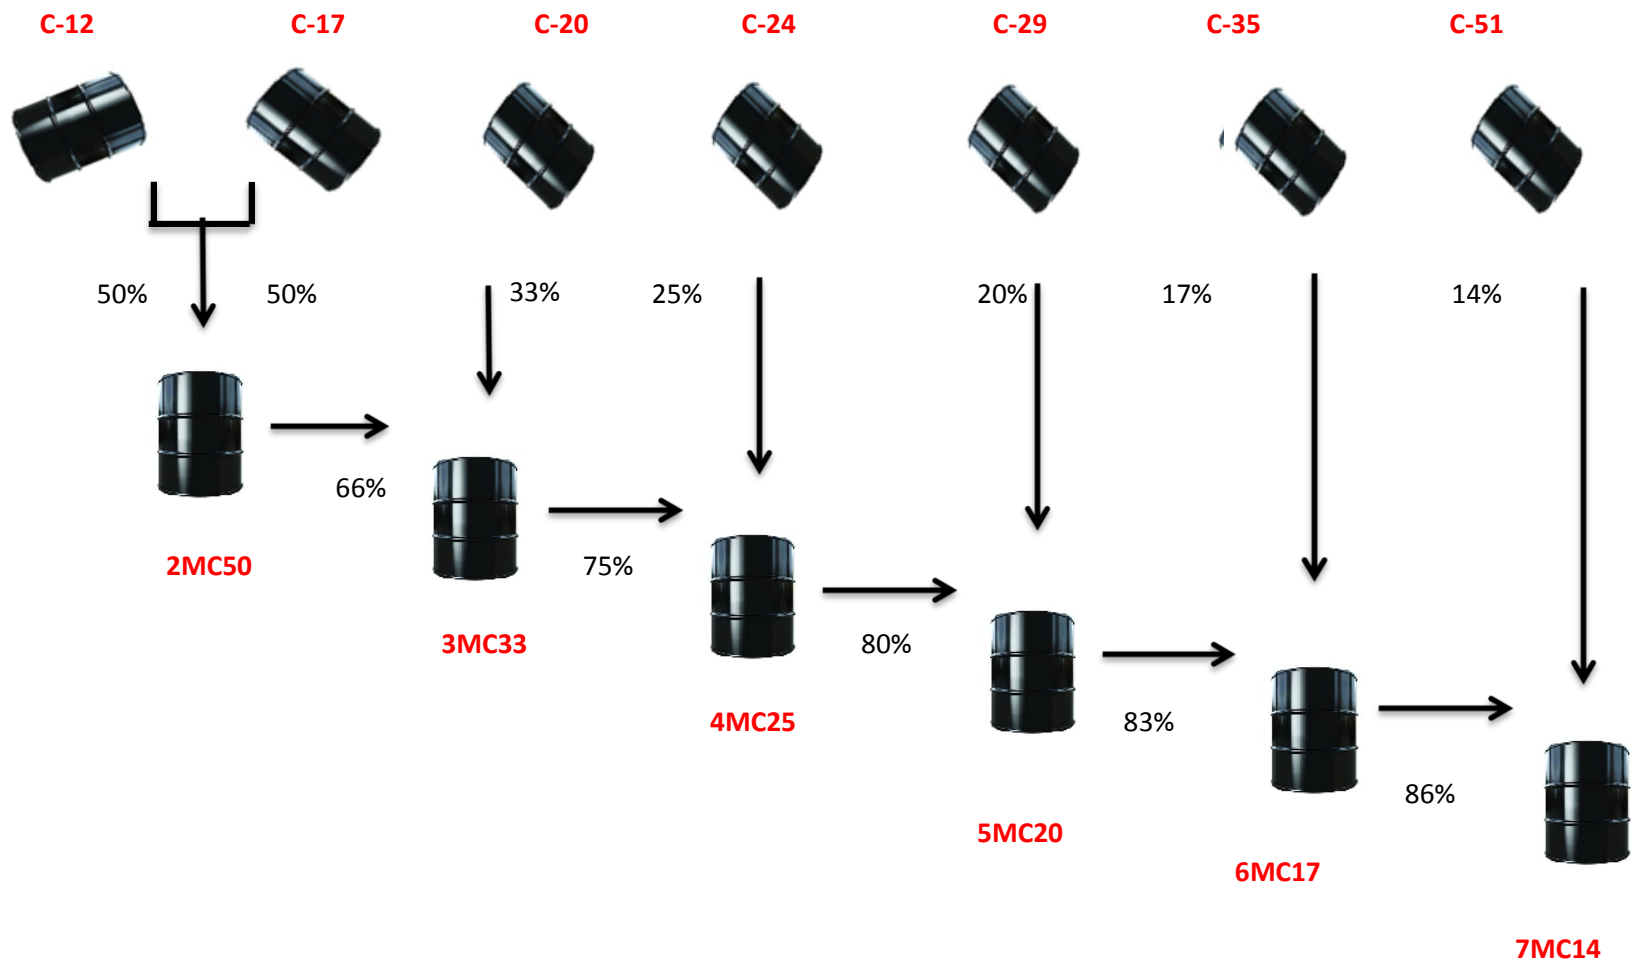 C-12 C-17 C-20 C-24 C-29 C-35 C-51
50% 50% 33% 25% 20% 17% 14%
66%
2MC50
75%
3MC33
80%
4MC25
83%
5MC20
86%
6MC17
7MC14